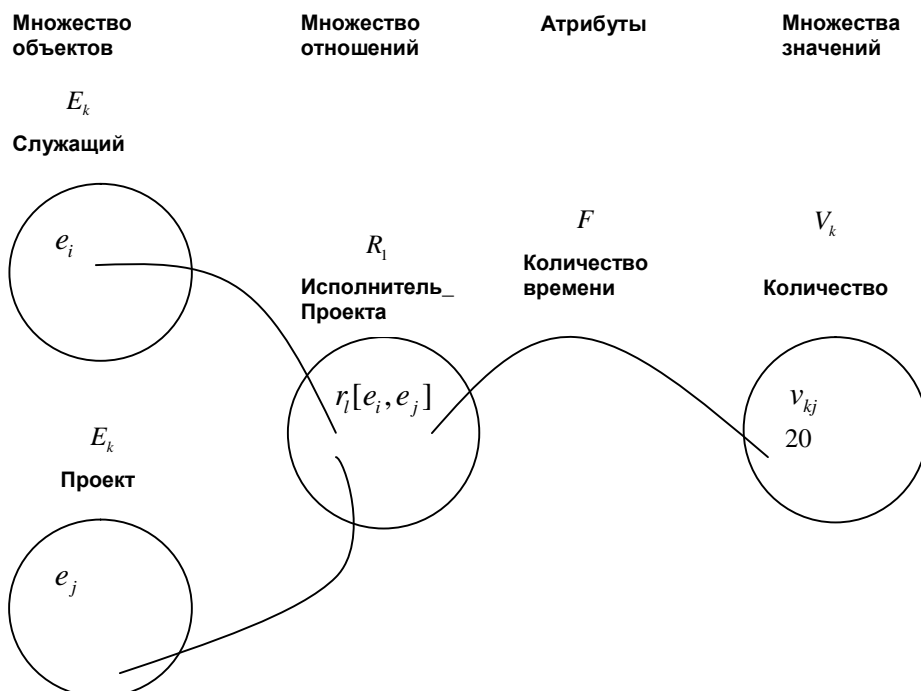 Множество объектов
Множество отношений
Атрибуты
Множества значений
E_k
Служащий
e_i
R_1
Исполнитель_
Проекта
r_l[e_i, e_j]
F
Количество
времени
V_k
Количество
v_kj
20
E_k
Проект
e_j